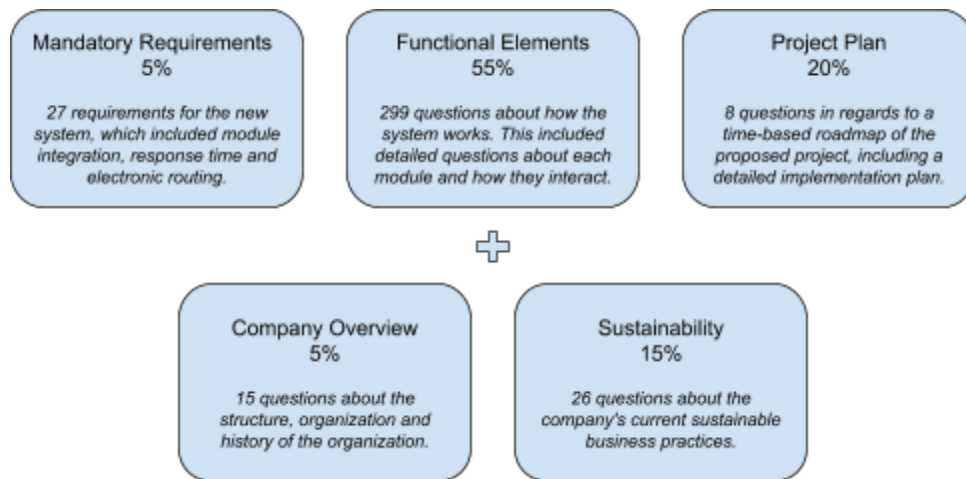 Mandatory Requirements
5%
27 requirements for the new
system, which included module
integration, response time and
electronic routing.
Functional Elements
55%
299 questions about how the
system works. This included
detailed questions about each
module and how they interact.
Project Plan
20%
8 questions in regards to a
time-based roadmap of the
proposed project, including a
detailed implementation plan.
Company Overview
5%
15 questions about the
structure, organization and
history of the organization.
Sustainability
15%
26 questions about the
company's current sustainable
business practices.